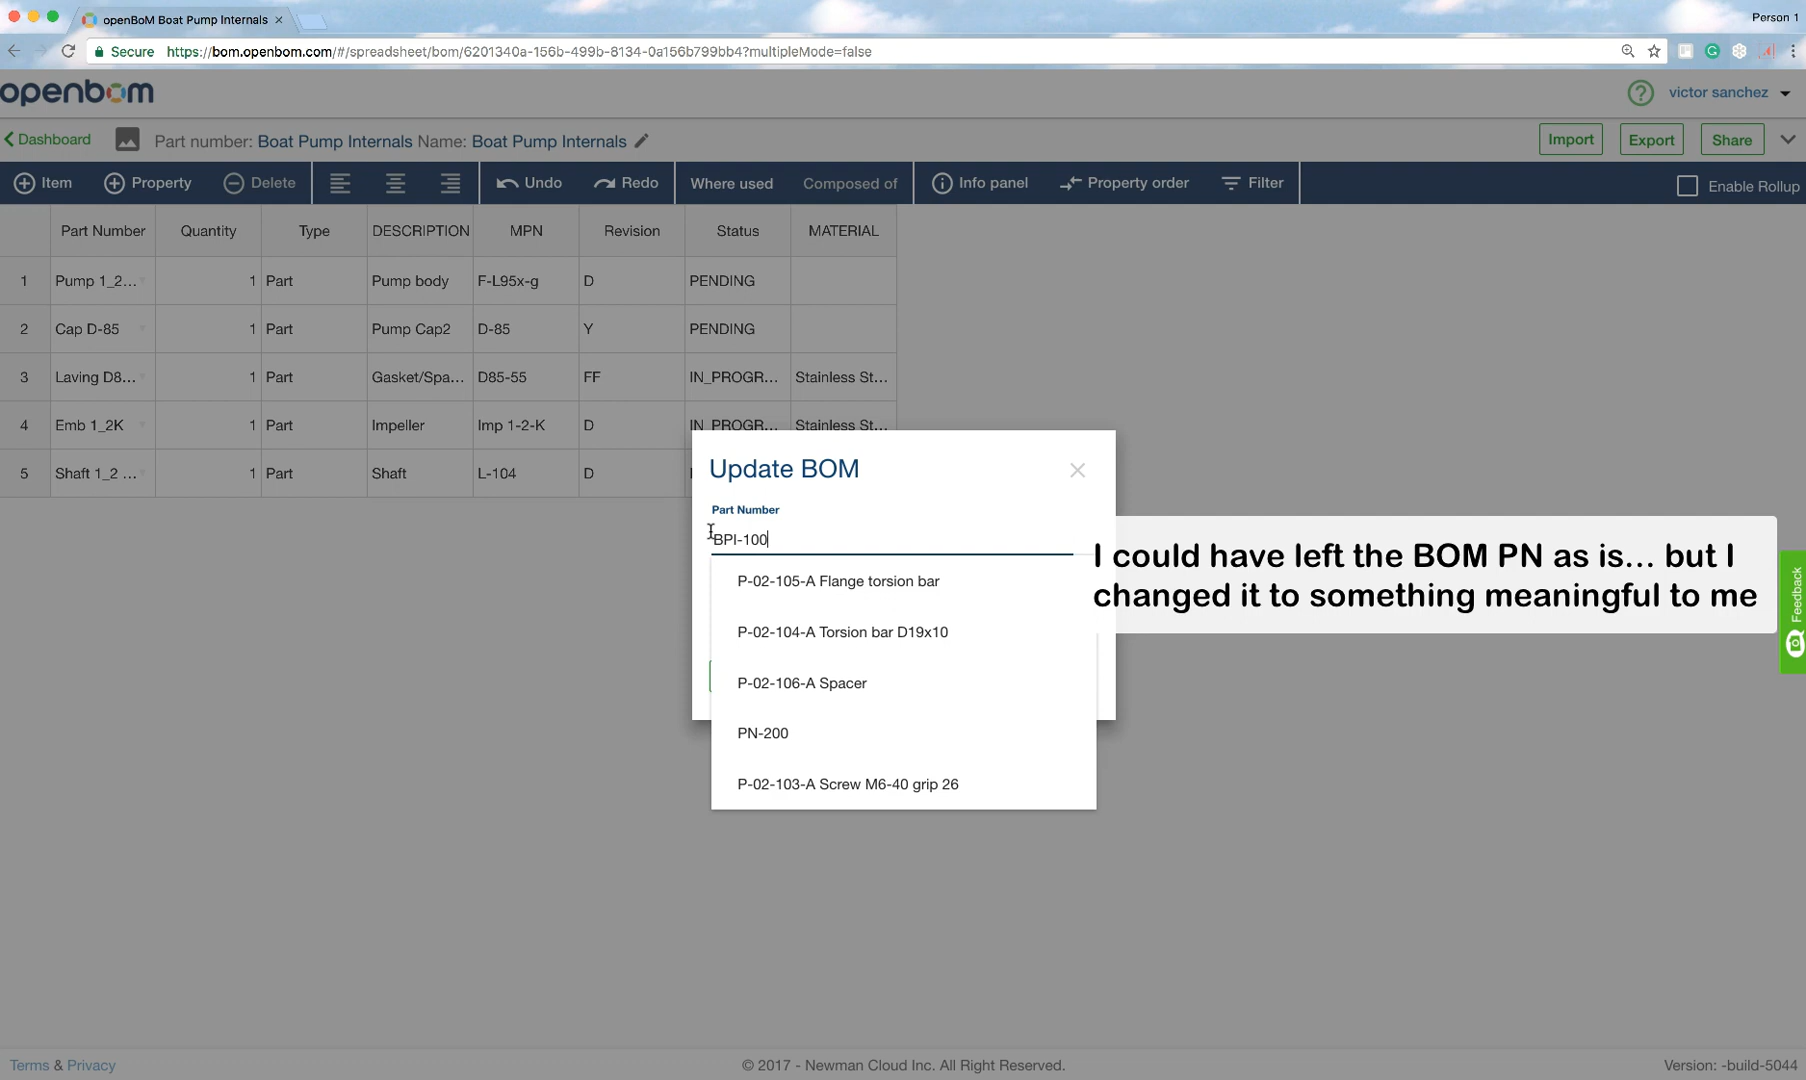 openBoM Boat Pump Internals ×
Person 1
Secure https://bom.openbom.com/#/spreadsheet/bom/6201340a-156b-499b-8134-0a156b799bb4?multipleMode=false
openbom
victor sanchez
Dashboard Part number: Boat Pump Internals Name: Boat Pump Internals
Import Export Share
Item Property Delete Undo Redo Where used Composed of Info panel Property order Filter Enable Rollup
Part Number Quantity Type DESCRIPTION MPN Revision Status MATERIAL
1 Pump 1_2... 1 Part Pump body F-L95x-g D PENDING
2 Cap D-85 1 Part Pump Cap2 D-85 Y PENDING
3 Laving D8... 1 Part Gasket/Spa... D85-55 FF IN_PROGR... Stainless St...
4 Emb 1_2K 1 Part Impeller Imp 1-2-K D IN_PROGR... Stainless St...
5 Shaft 1_2 ... 1 Part Shaft L-104 D
Update BOM
Part Number
BPI-100
P-02-105-A Flange torsion bar
P-02-104-A Torsion bar D19x10
P-02-106-A Spacer
PN-200
P-02-103-A Screw M6-40 grip 26
I could have left the BOM PN as is... but I
changed it to something meaningful to me
Feedback
Terms & Privacy
© 2017 - Newman Cloud Inc. All Right Reserved.
Version: -build-5044